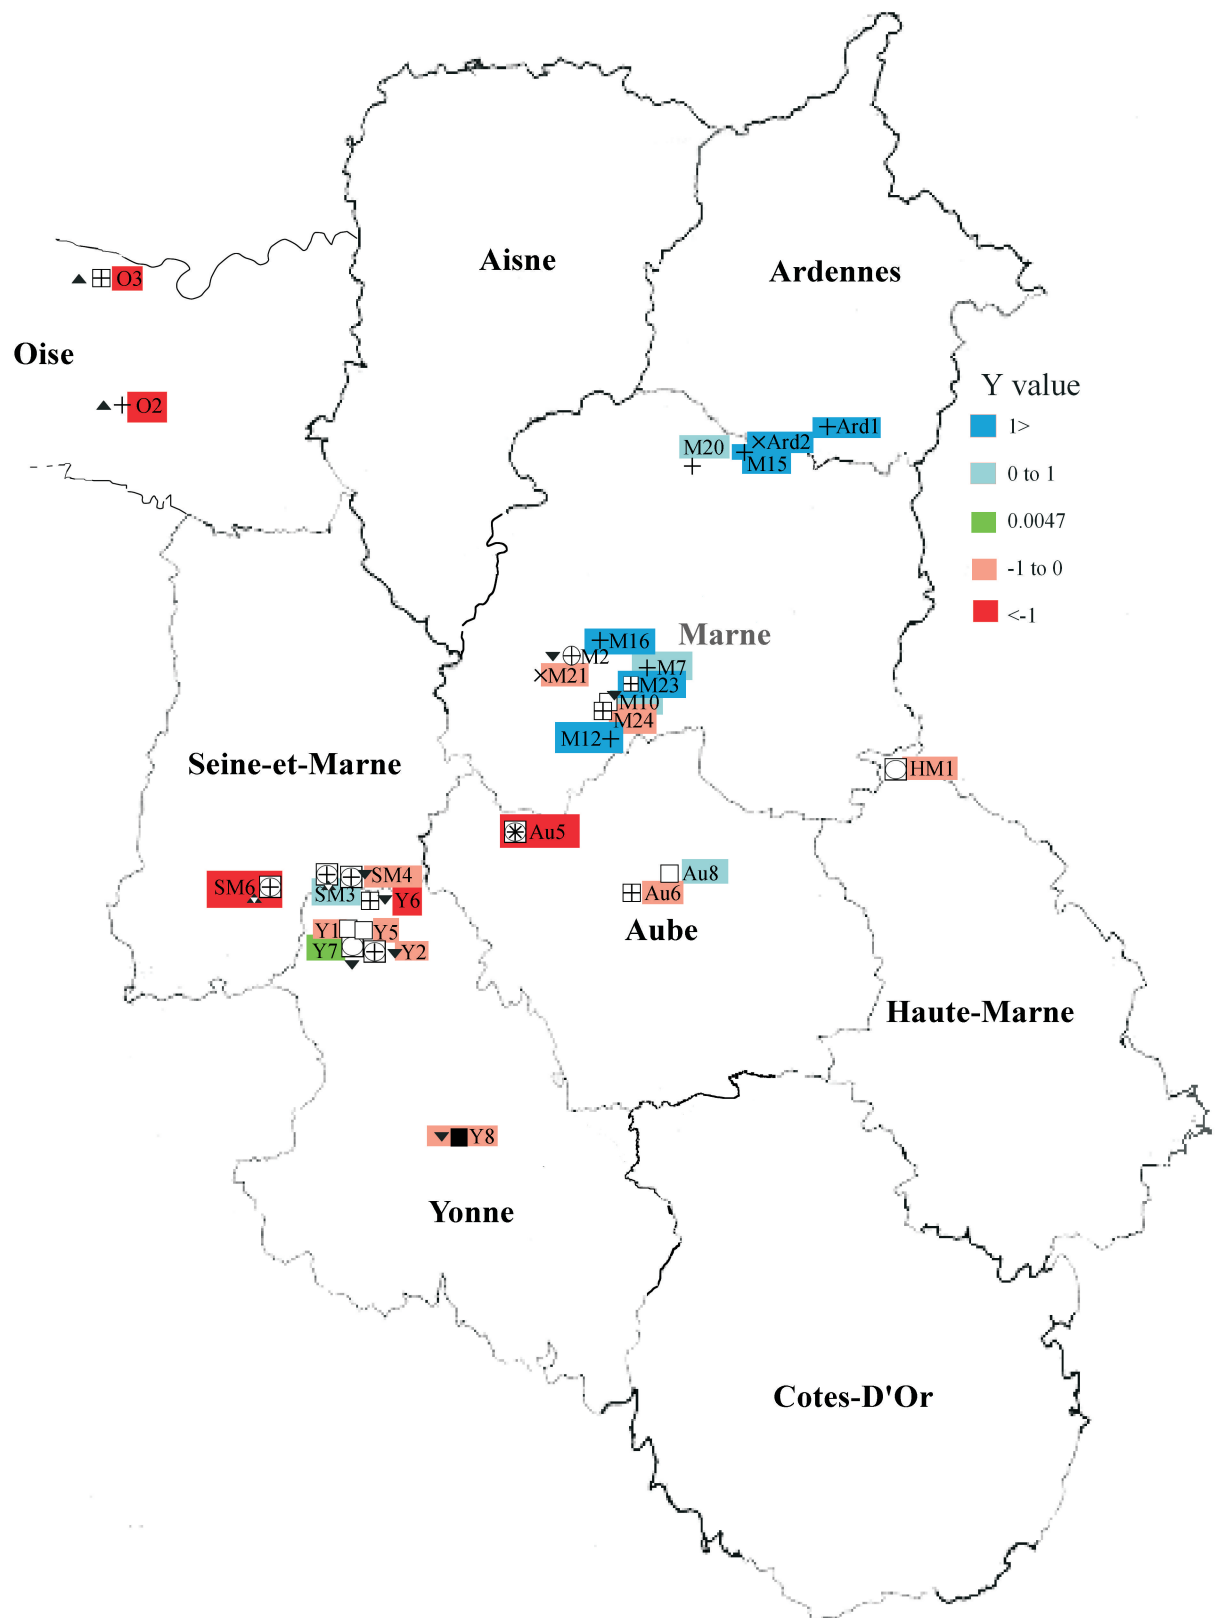 Aisne
Ardennes
O3
Oise
Y value
O2
1>
Ard1
M20
Ard2
M15
0 to 1
0.0047
-1 to 0
<-1
Marne
M16
M2
M7
M21
M23
M10
M24
M12
Seine-et-Marne
HM1
Au5
SM4
Au8
SM6
SM3
Au6
Y6
Y1
Y5
Aube
Y7
Y2
Haute-Marne
Y8
Yonne
Cotes-D'Or